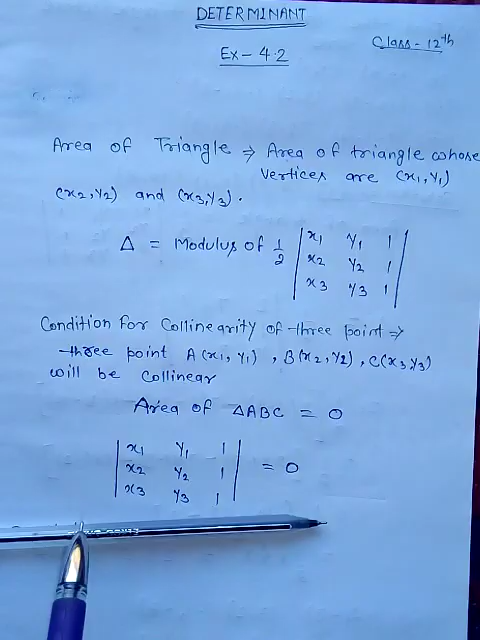 DETERMINANT
Class - 12th
Ex - 4.2
Area of Triangle ⇒ Area of triangle whose
vertices are (x1, y1)
(x2, y2) and (x3, y3).
Δ = Modulus of 1/2 | x1 y1 1 |
| x2 y2 1 |
| x3 y3 1 |
Condition for Collinearity of three point ⇒
three point A(x1, y1), B(x2, y2), C(x3, y3)
will be collinear
Area of ΔABC = 0
| x1 y1 1 |
| x2 y2 1 | = 0
| x3 y3 1 |